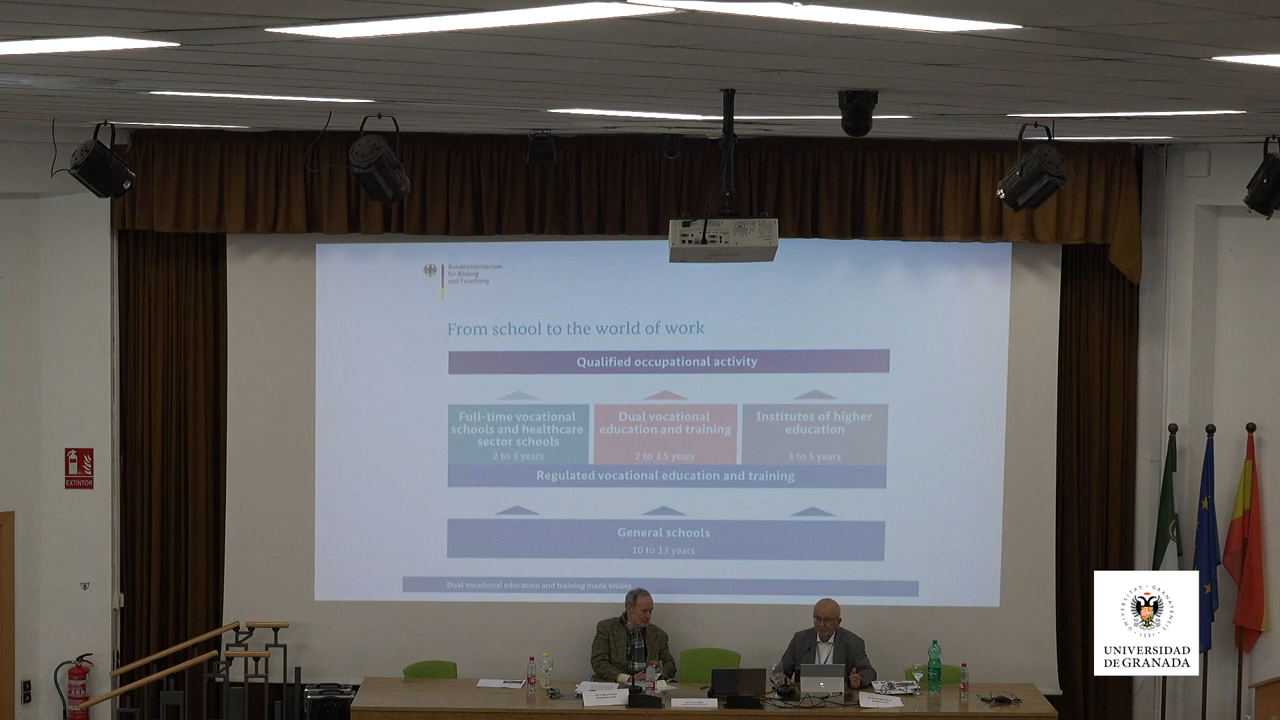 Bundesministerium
für Bildung
und Forschung
From school to the world of work
Qualified occupational activity
Full-time vocational
schools and healthcare
sector schools
2 to 3 years
Dual vocational
education and training
2 to 3.5 years
Institutes of higher
education
3 to 5 years
Regulated vocational education and training
General schools
10 to 13 years
Dual vocational education and training made visible
EXTINTOR
UNIVERSITAS GRANATENSIS
1531
UNIVERSIDAD
DE GRANADA